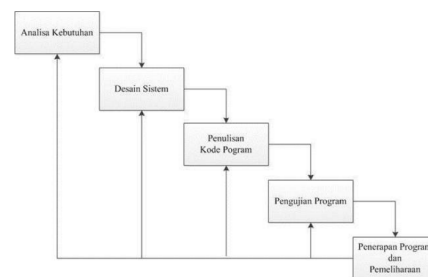 Analisa Kebutuhan
Desain Sistem
Penulisan
Kode Pogram
Pengujian Program
Penerapan Program
dan
Pemeliharaan